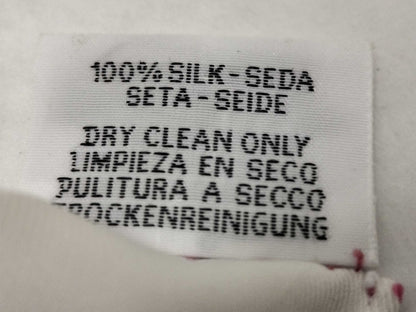 100% SILK-SEDA
SETA-SEIDE
DRY CLEAN ONLY
LIMPIEZA EN SECO
PULITURA A SECCO
TROCKENREINIGUNG